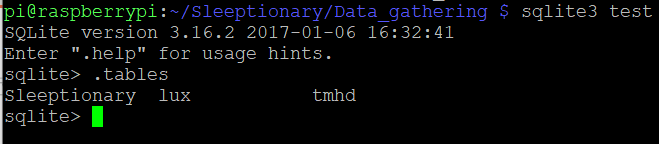 pi@raspberrypi:~/Sleeptionary/Data_gathering $ sqlite3 test
SQLite version 3.16.2 2017-01-06 16:32:41
Enter ".help" for usage hints.
sqlite> .tables
Sleeptionary  lux           tmhd
sqlite>